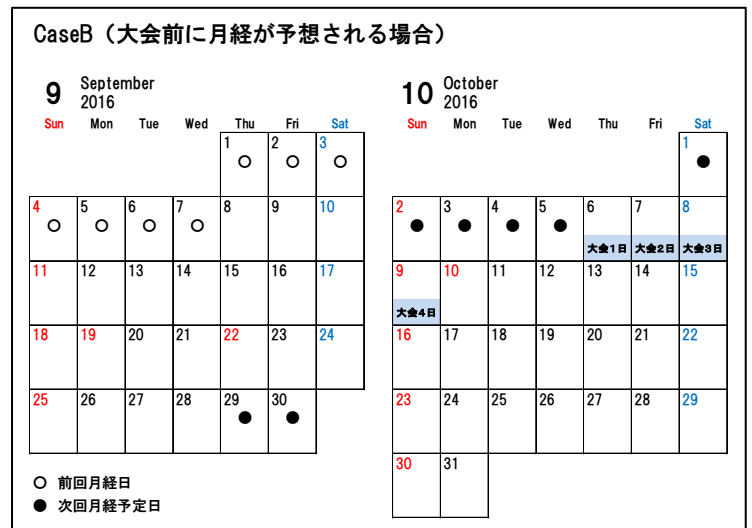 CaseB（大会前に月経が予想される場合）
9 September 2016
Sun Mon Tue Wed Thu Fri Sat
1 2 3
○ ○ ○
4 5 6 7 8 9 10
○ ○ ○ ○
11 12 13 14 15 16 17
18 19 20 21 22 23 24
25 26 27 28 29 30
● ●
○ 前回月経日
● 次回月経予定日
10 October 2016
Sun Mon Tue Wed Thu Fri Sat
1
●
2 3 4 5 6 7 8
● ● ● ●
大会1日 大会2日 大会3日
9 10 11 12 13 14 15
大会4日
16 17 18 19 20 21 22
23 24 25 26 27 28 29
30 31